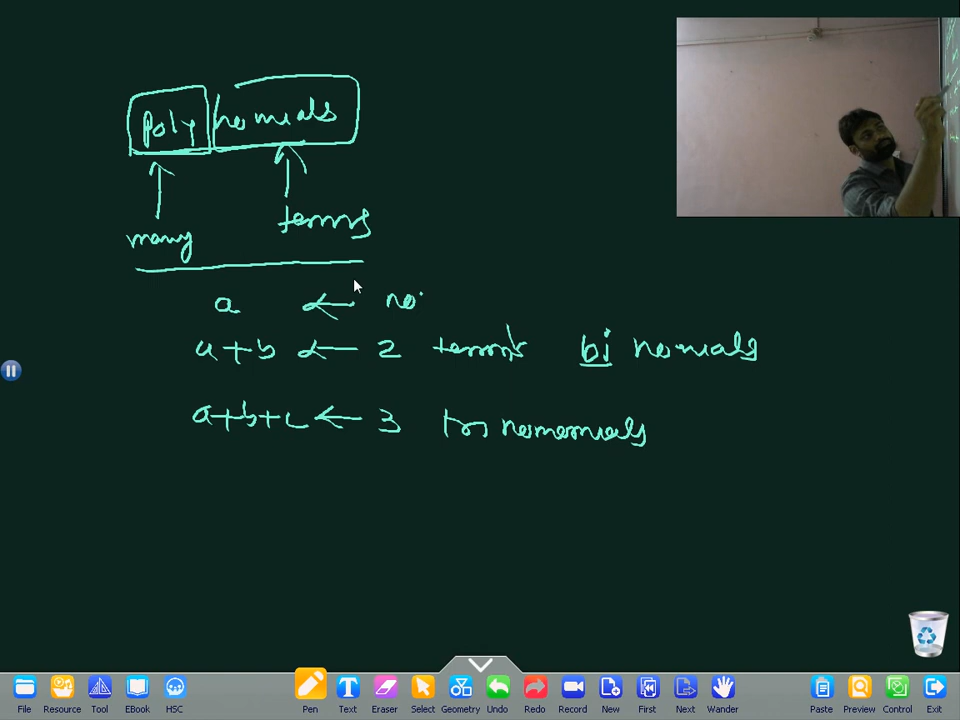 poly nomials
many terms
a ← no
a+b ← 2 terms bi nomials
a+b+c ← 3 tri nomonials
File Resource Tool EBook HSC Pen Text Eraser Select Geometry Undo Redo Record New First Next Wander Paste Preview Control Exit